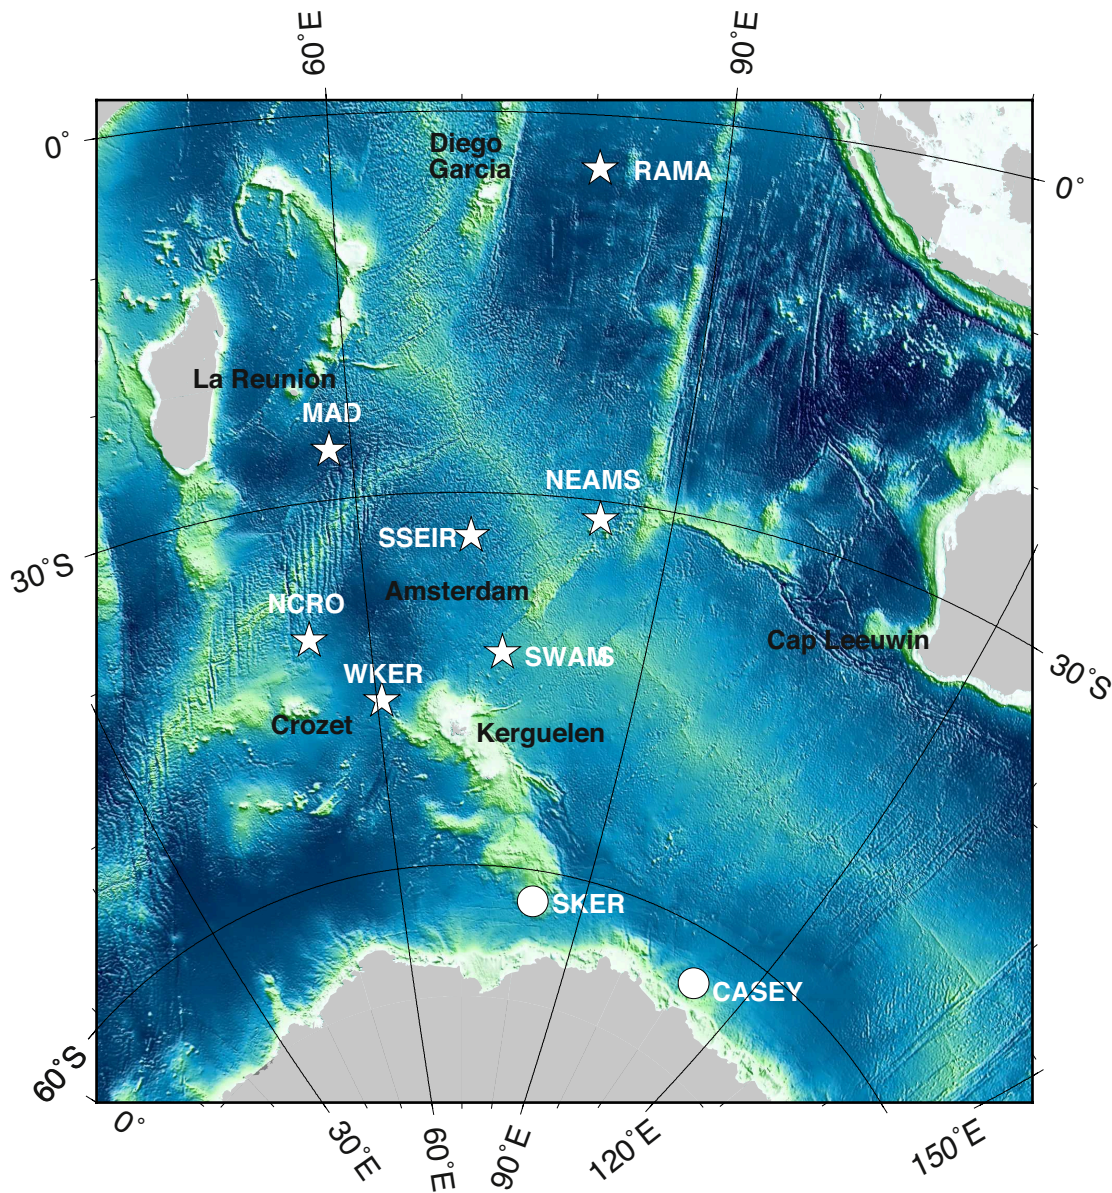 60°E
90°E
0°
Diego
Garcia
RAMA
0°
La Reunion
MAD
NEAMS
SSEIR
30°S
Amsterdam
NCRO
Cap Leeuwin
SWAMS
30°S
WKER
Crozet
Kerguelen
SKER
CASEY
60°S
0°
30°E
60°E
90°E
120°E
150°E